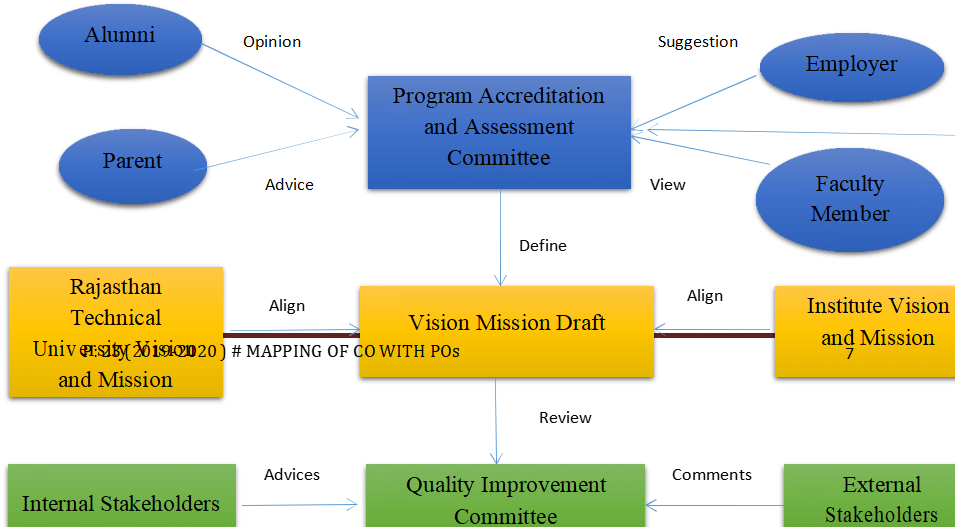 Alumni
Opinion
Suggestion
Employer
Program Accreditation
and Assessment
Committee
Parent
Advice
View
Faculty
Member
Define
Rajasthan
Technical
University Vision
and Mission
Align
Vision Mission Draft
Align
Institute Vision
and Mission
P: 23 (2019-2020) # MAPPING OF CO WITH POs
7
Review
Internal Stakeholders
Advices
Quality Improvement
Committee
Comments
External
Stakeholders